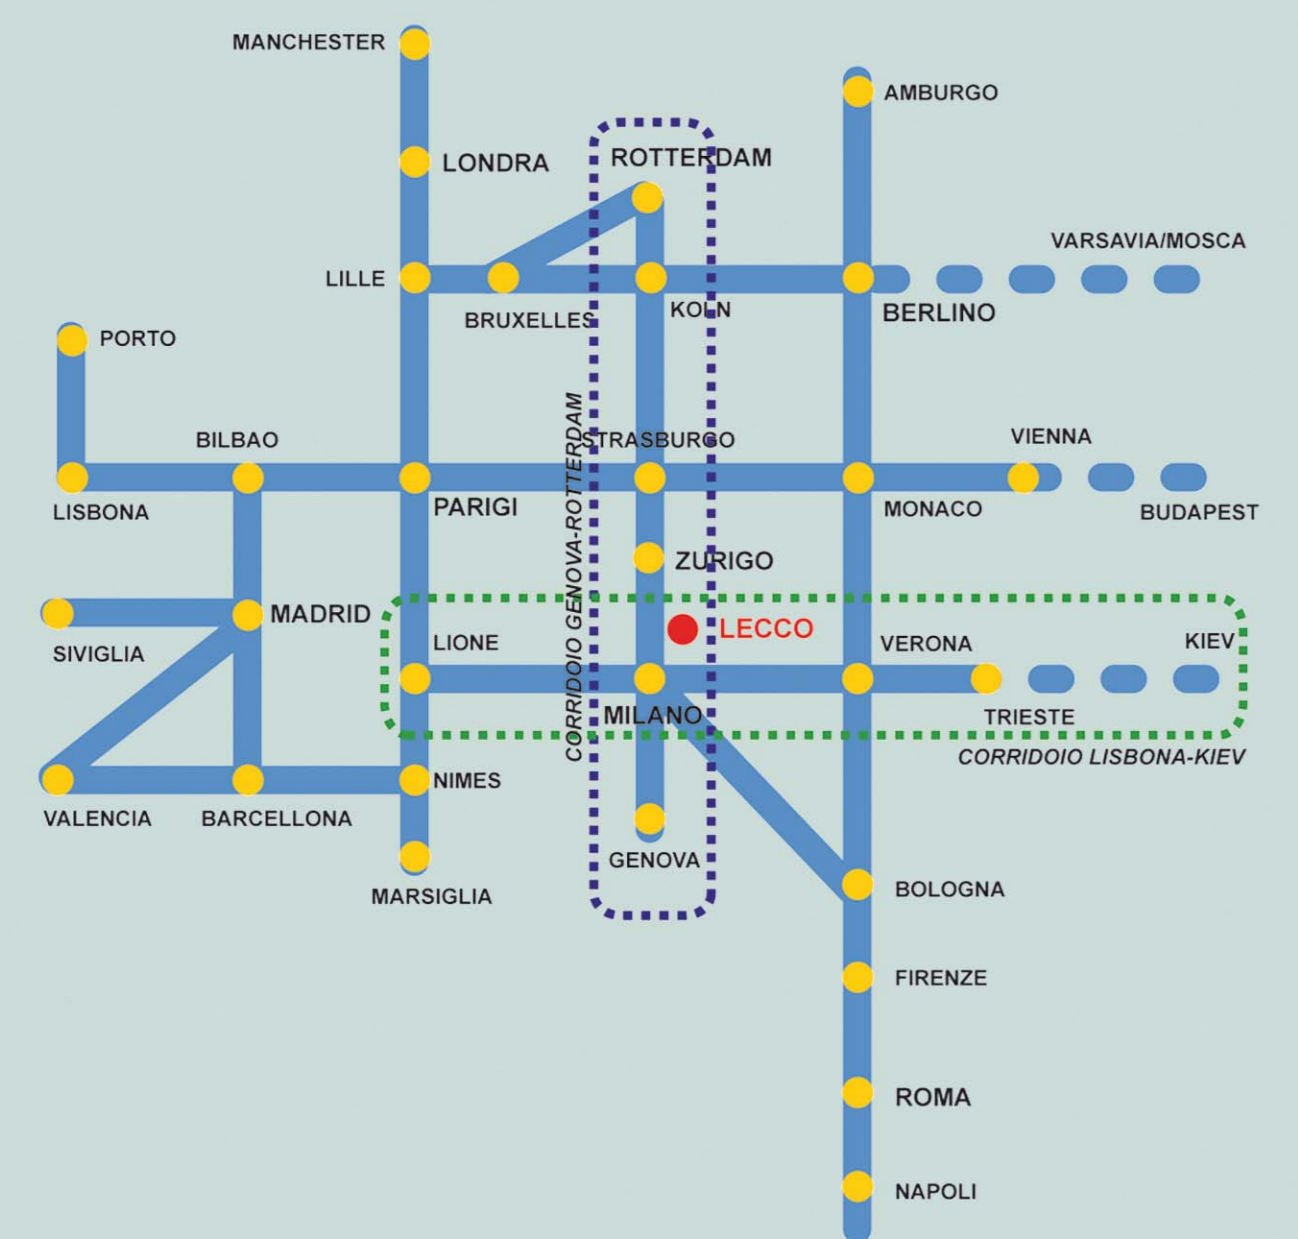 MANCHESTER
AMBURGO
ROTTERDAM
LONDRA
VARSAVIA/MOSCA
LILLE
KOLN
BERLINO
BRUXELLES
PORTO
BILBAO
STRASBURGO
VIENNA
PARIGI
MONACO
LISBONA
BUDAPEST
ZURIGO
CORRIDOIO GENOVA-ROTTERDAM
MADRID
LECCO
SIVIGLIA
LIONE
VERONA
KIEV
MILANO
TRIESTE
CORRIDOIO LISBONA-KIEV
NIMES
VALENCIA
BARCELLONA
GENOVA
MARSIGLIA
BOLOGNA
FIRENZE
ROMA
NAPOLI